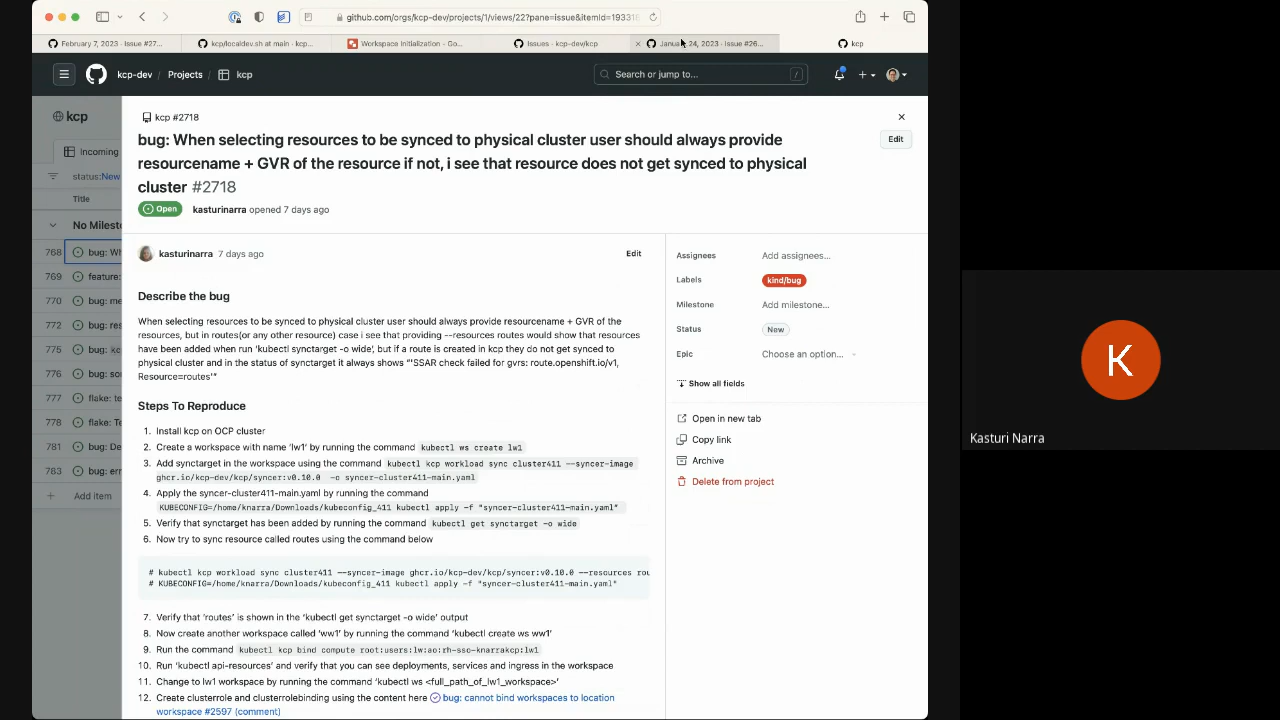 github.com/orgs/kcp-dev/projects/1/views/22?pane=issue&itemId=19331
February 7, 2023 · Issue #27...
kcp/localdev.sh at main · kcp...
Workspace Initialization - Go...
Issues · kcp-dev/kcp
January 24, 2023 · Issue #26...
kcp
kcp-dev / Projects / kcp
Search or jump to...
/
kcp
Incoming
status:New
Title
No Milest
768 bug: Wh
769 feature:
770 bug: me
772 bug: res
775 bug: kc
776 bug: son
777 flake: Te
778 flake: Te
781 bug: De
783 bug: err
+ Add item
kcp #2718
bug: When selecting resources to be synced to physical cluster user should always provide
resourcename + GVR of the resource if not, i see that resource does not get synced to physical
cluster #2718
Edit
Open kasturinarra opened 7 days ago
kasturinarra 7 days ago
Edit
Describe the bug
When selecting resources to be synced to physical cluster user should always provide resourcename + GVR of the
resources, but in routes(or any other resource) case i see that providing --resources routes would show that resources
have been added when run 'kubectl synctarget -o wide', but if a route is created in kcp they do not get synced to
physical cluster and in the status of synctarget it always shows "'SSAR check failed for gvrs: route.openshift.io/v1,
Resource=routes'"
Steps To Reproduce
1. Install kcp on OCP cluster
2. Create a workspace with name 'lw1' by running the command kubectl ws create lw1
3. Add synctarget in the workspace using the command kubectl kcp workload sync cluster411 --syncer-image
ghcr.io/kcp-dev/kcp/syncer:v0.10.0 -o syncer-cluster411-main.yaml
4. Apply the syncer-cluster411-main.yaml by running the command
KUBECONFIG=/home/knarra/Downloads/kubeconfig_411 kubectl apply -f "syncer-cluster411-main.yaml"
5. Verify that synctarget has been added by running the command kubectl get synctarget -o wide
6. Now try to sync resource called routes using the command below
# kubectl kcp workload sync cluster411 --syncer-image ghcr.io/kcp-dev/kcp/syncer:v0.10.0 --resources rou
# KUBECONFIG=/home/knarra/Downloads/kubeconfig_411 kubectl apply -f "syncer-cluster411-main.yaml"
7. Verify that 'routes' is shown in the 'kubectl get synctarget -o wide' output
8. Now create another workspace called 'ww1' by running the command 'kubectl create ws ww1'
9. Run the command kubectl kcp bind compute root:users:lw:ao:rh-sso-knarrakcp:lw1
10. Run 'kubectl api-resources' and verify that you can see deployments, services and ingress in the workspace
11. Change to lw1 workspace by running the command 'kubectl ws <full_path_of_lw1_workspace>'
12. Create clusterrole and clusterrolebinding using the content here bug: cannot bind workspaces to location
workspace #2597 (comment)
Assignees Add assignees...
Labels kind/bug
Milestone Add milestone...
Status New
Epic Choose an option...
Show all fields
Open in new tab
Copy link
Archive
Delete from project
K
Kasturi Narra